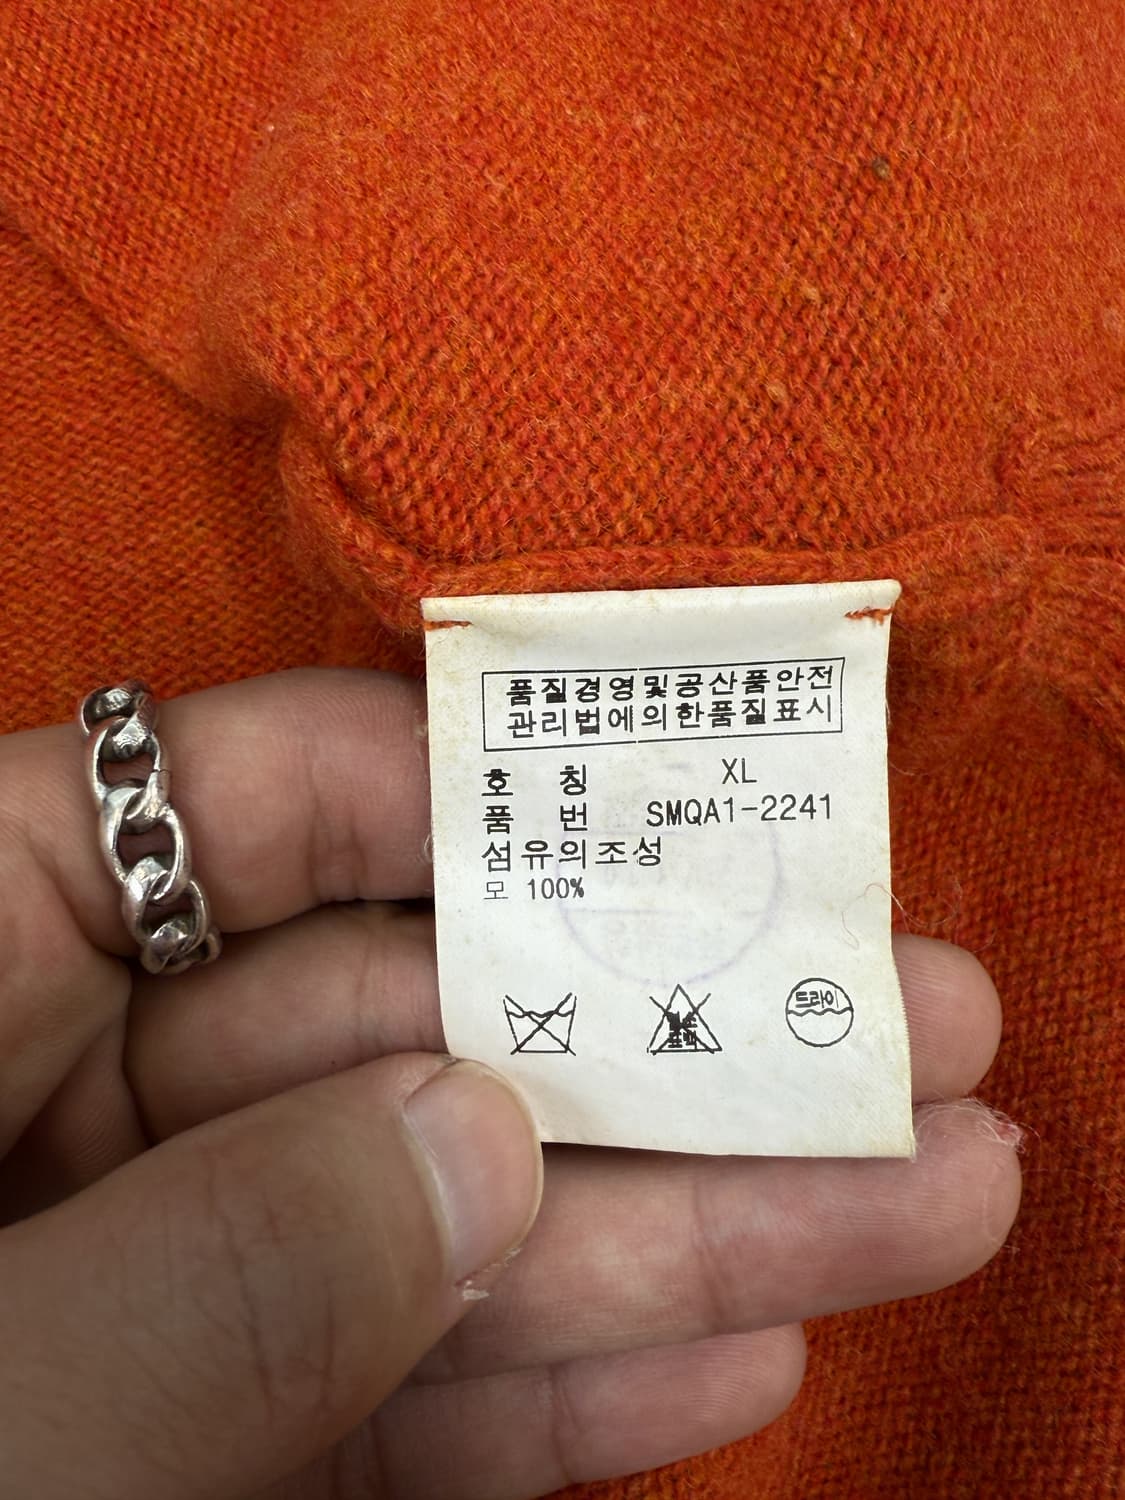 품질경영및공산품안전
관리법에의한품질표시
호 칭 XL
품 번 SMQA1-2241
섬유의조성
모 100%
드라이